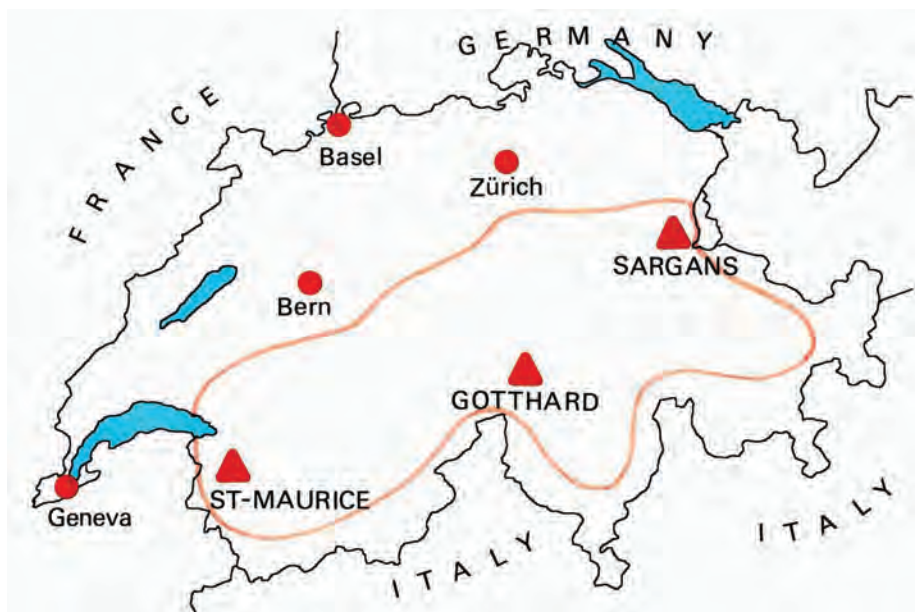 GERMANY
FRANCE
Basel
Zürich
SARGANS
Bern
GOTTHARD
ST-MAURICE
Geneva
ITALY
ITALY